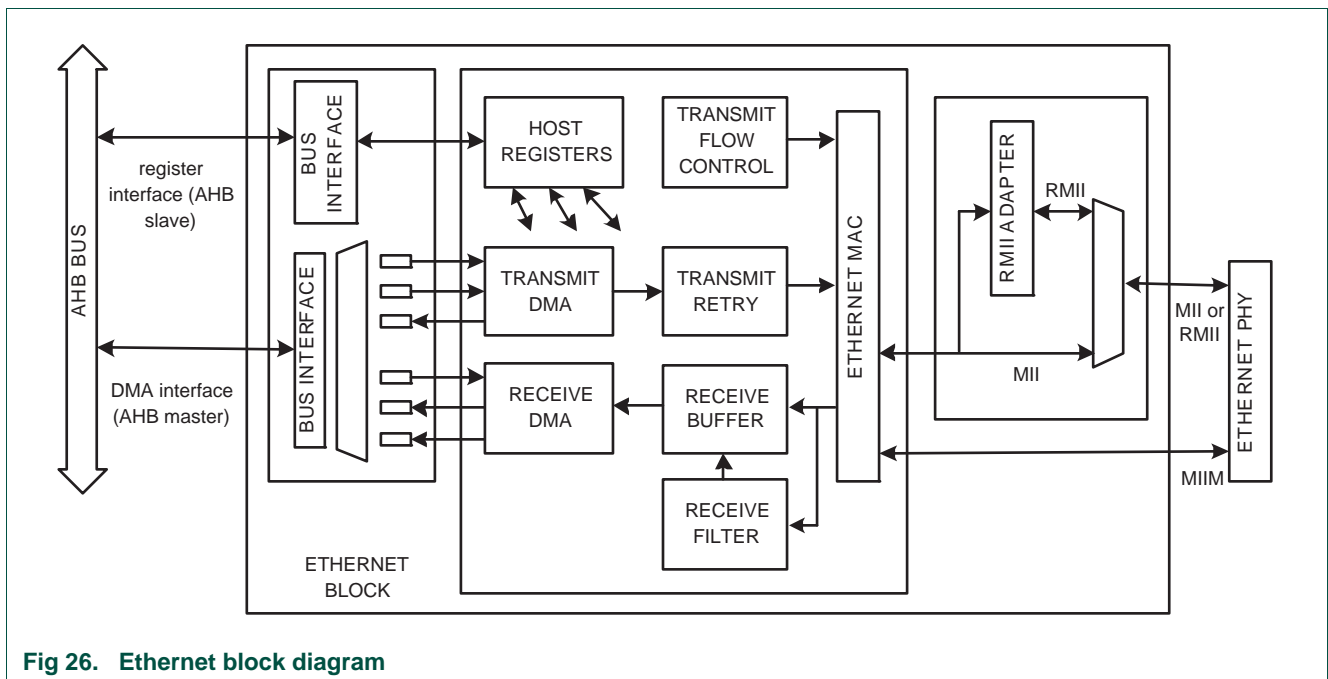 AHB BUS
register
interface (AHB
slave)
DMA interface
(AHB master)
BUS
INTERFACE
BUS INTERFACE
ETHERNET
BLOCK
HOST
REGISTERS
TRANSMIT
FLOW
CONTROL
TRANSMIT
DMA
TRANSMIT
RETRY
RECEIVE
DMA
RECEIVE
BUFFER
RECEIVE
FILTER
ETHERNET MAC
RMII ADAPTER
RMII
MII
MII or
RMII
MIIM
ETHERNET PHY
Fig 26. Ethernet block diagram